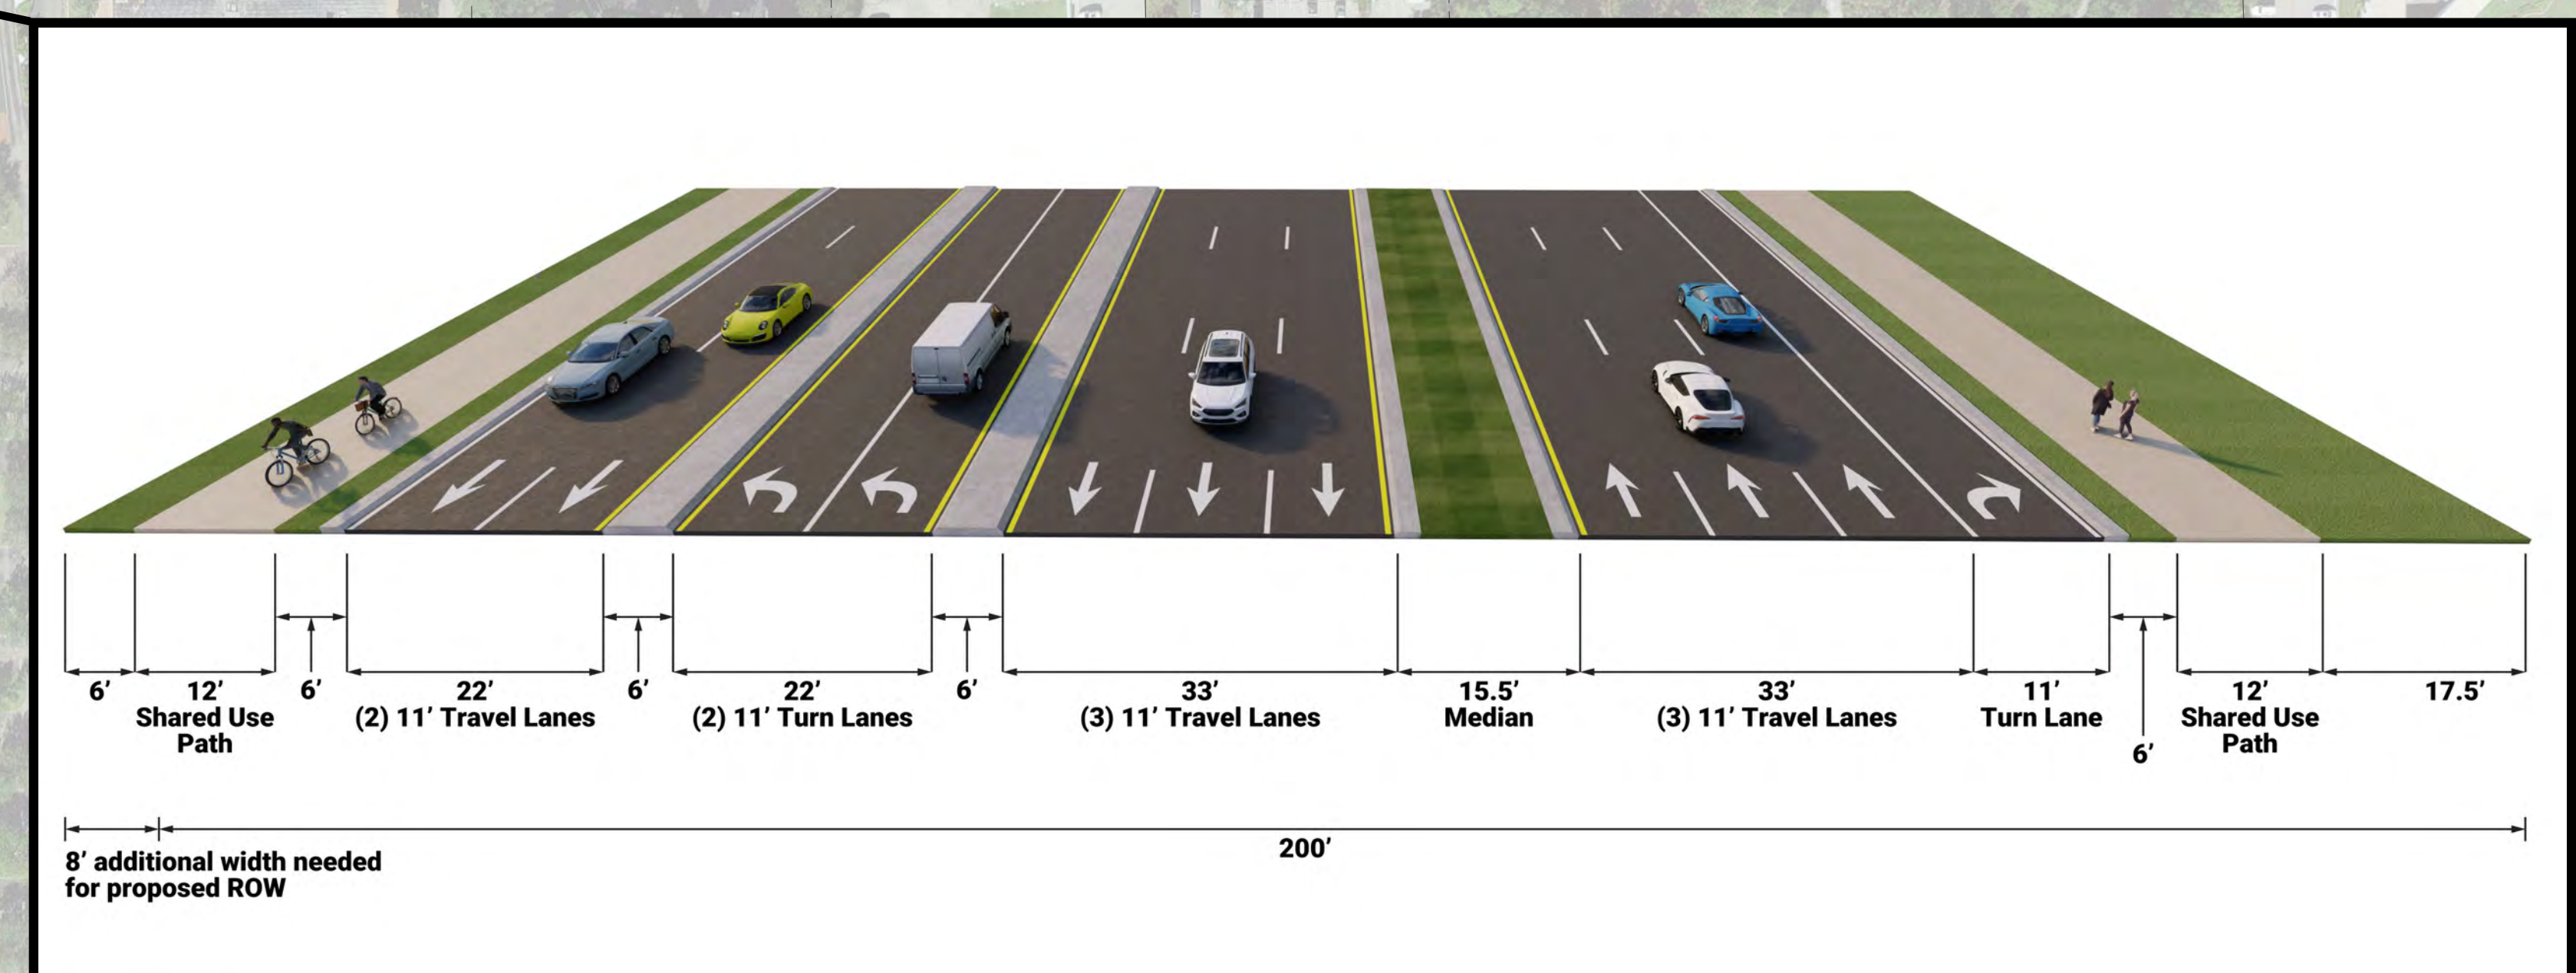 6’
12’
Shared Use
Path
6’
22’
(2) 11’ Travel Lanes
6’
22’
(2) 11’ Turn Lanes
6’
33’
(3) 11’ Travel Lanes
15.5’
Median
33’
(3) 11’ Travel Lanes
11’
Turn Lane
6’
12’
Shared Use
Path
17.5’
8’ additional width needed
for proposed ROW
200’